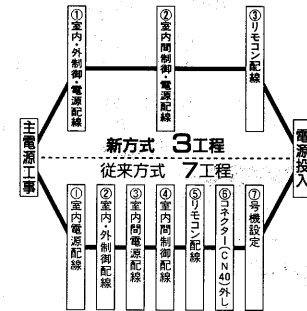 主電源工事
①室内・外制御・電源配線
②室内間制御・電源配線
③リモコン配線
電源投入
新方式 3工程
従来方式 7工程
①室内電源配線
②室内・外制御配線
③室内間電源配線
④室内間制御配線
⑤リモコン配線
⑥コネクター(CN40)外し
⑦号機設定